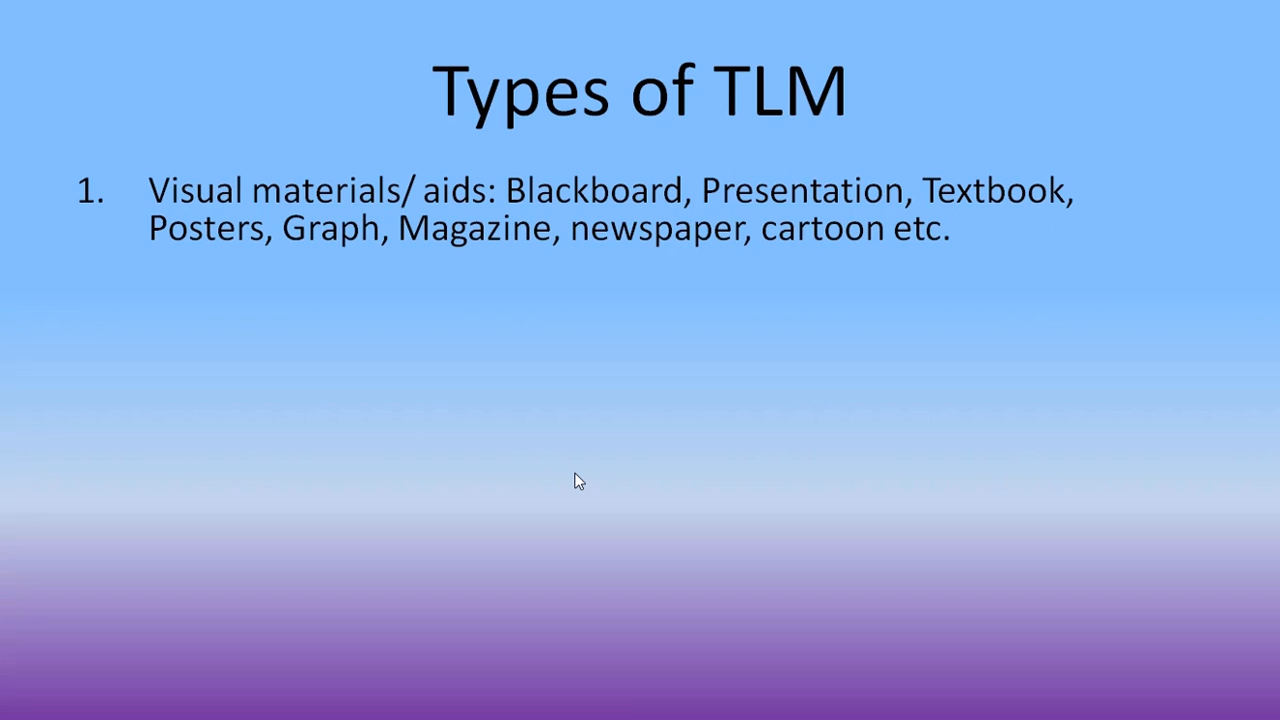 Types of TLM
1. Visual materials/ aids: Blackboard, Presentation, Textbook,
Posters, Graph, Magazine, newspaper, cartoon etc.